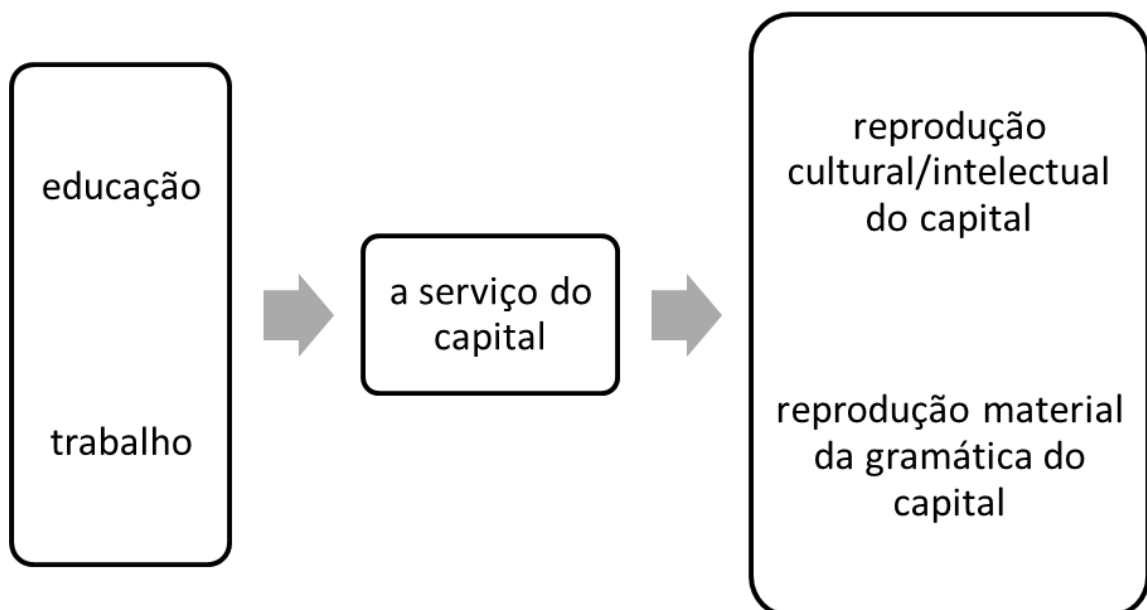 educação
trabalho
a serviço do
capital
reprodução
cultural/intelectual
do capital
reprodução material
da gramática do
capital